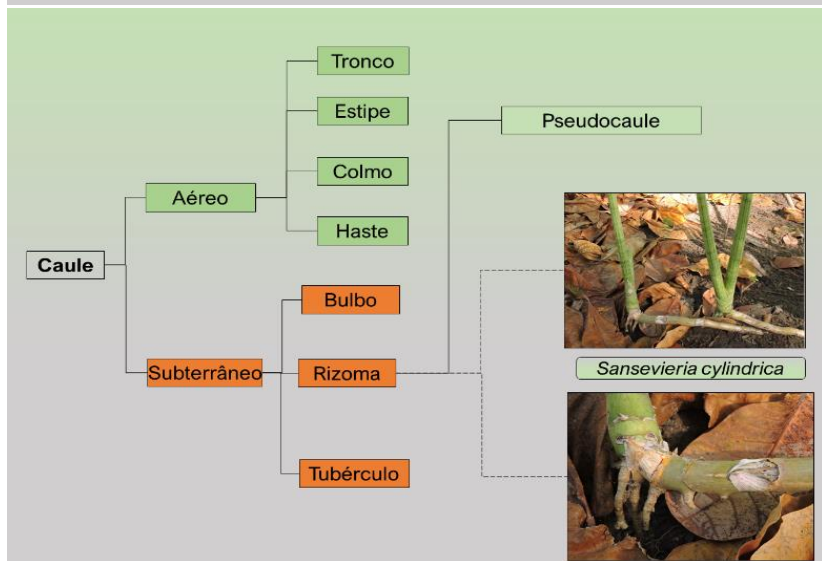 Tronco
Estipe
Pseudocaule
Colmo
Aéreo
Haste
Caule
Bulbo
Subterrâneo
Rizoma
Sansevieria cylindrica
Tubérculo